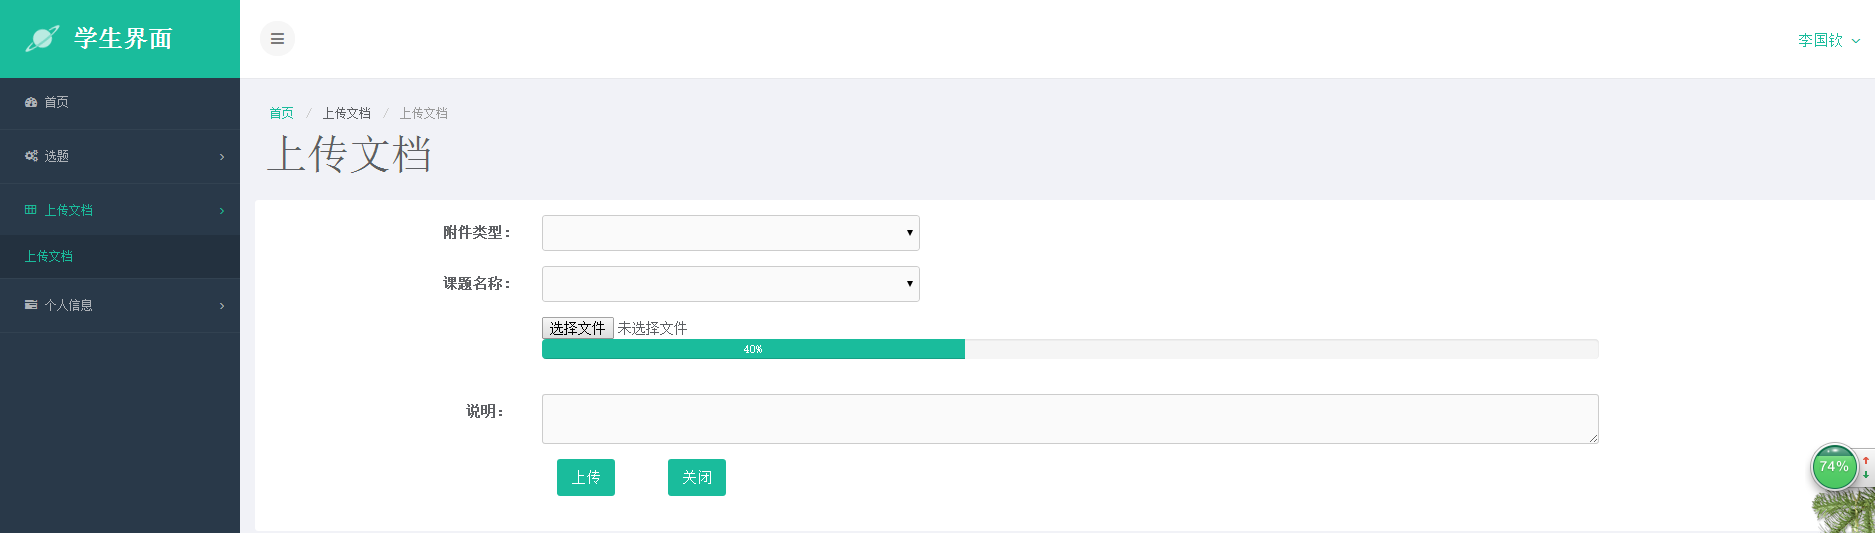 学生界面
李国钦
首页
选题
上传文档
上传文档
个人信息
首页 / 上传文档 / 上传文档
上传文档
附件类型：
课题名称：
选择文件 未选择文件
40%
说明：
上传 关闭
74%